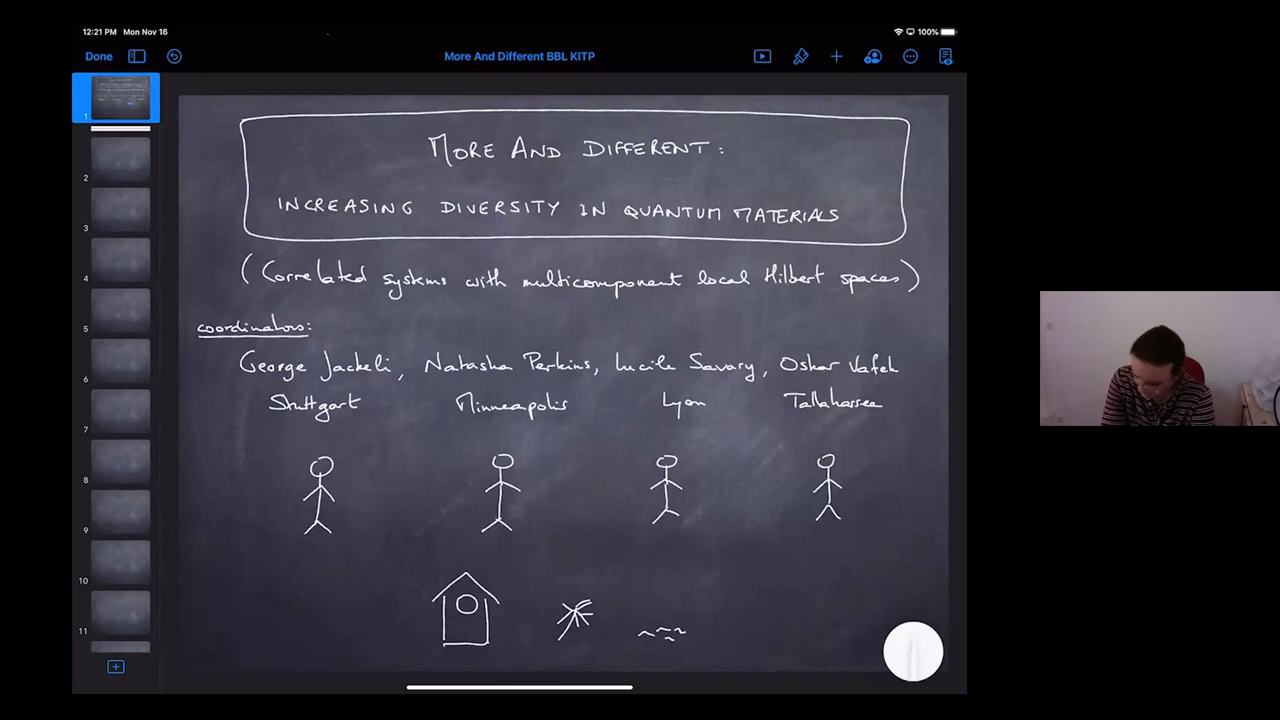 12:21 PM Mon Nov 16
100%
Done
More And Different BBL KITP
MORE AND DIFFERENT:
INCREASING DIVERSITY IN QUANTUM MATERIALS
(Correlated systems with multicomponent local Hilbert spaces)
coordinators:
George Jackeli, Natasha Perkins, Lucile Savary, Oskar Vafek
Stuttgart Minneapolis Lyon Tallahassee
1
2
3
4
5
6
7
8
9
10
11